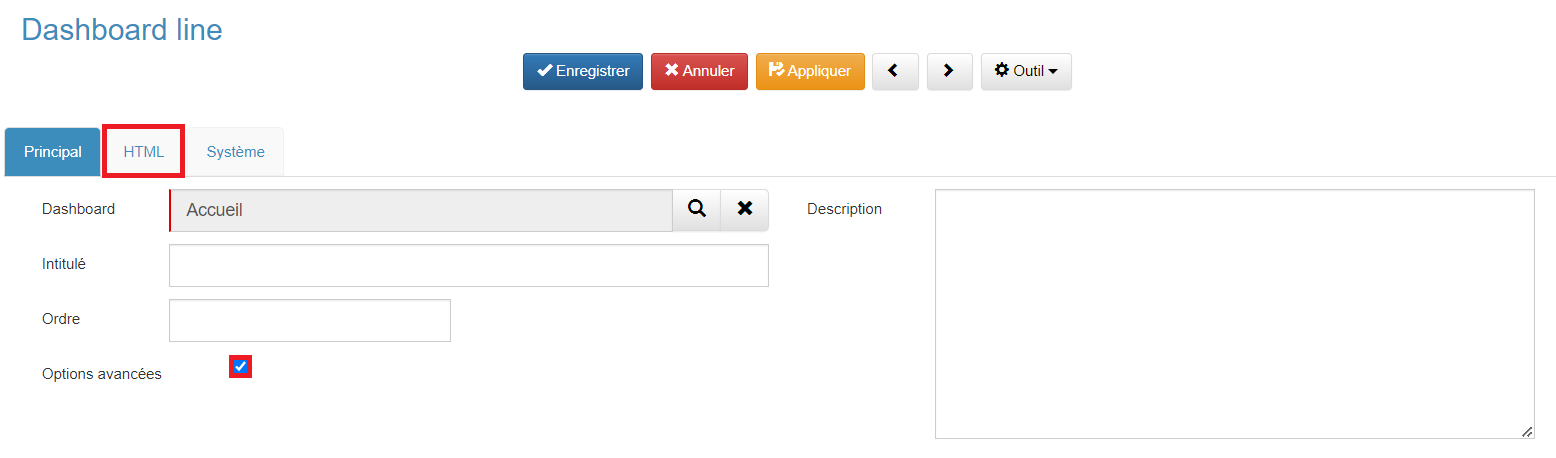 Dashboard line
Enregistrer Annuler Appliquer Outil
Principal HTML Système
Dashboard Accueil Description
Intitulé
Ordre
Options avancées